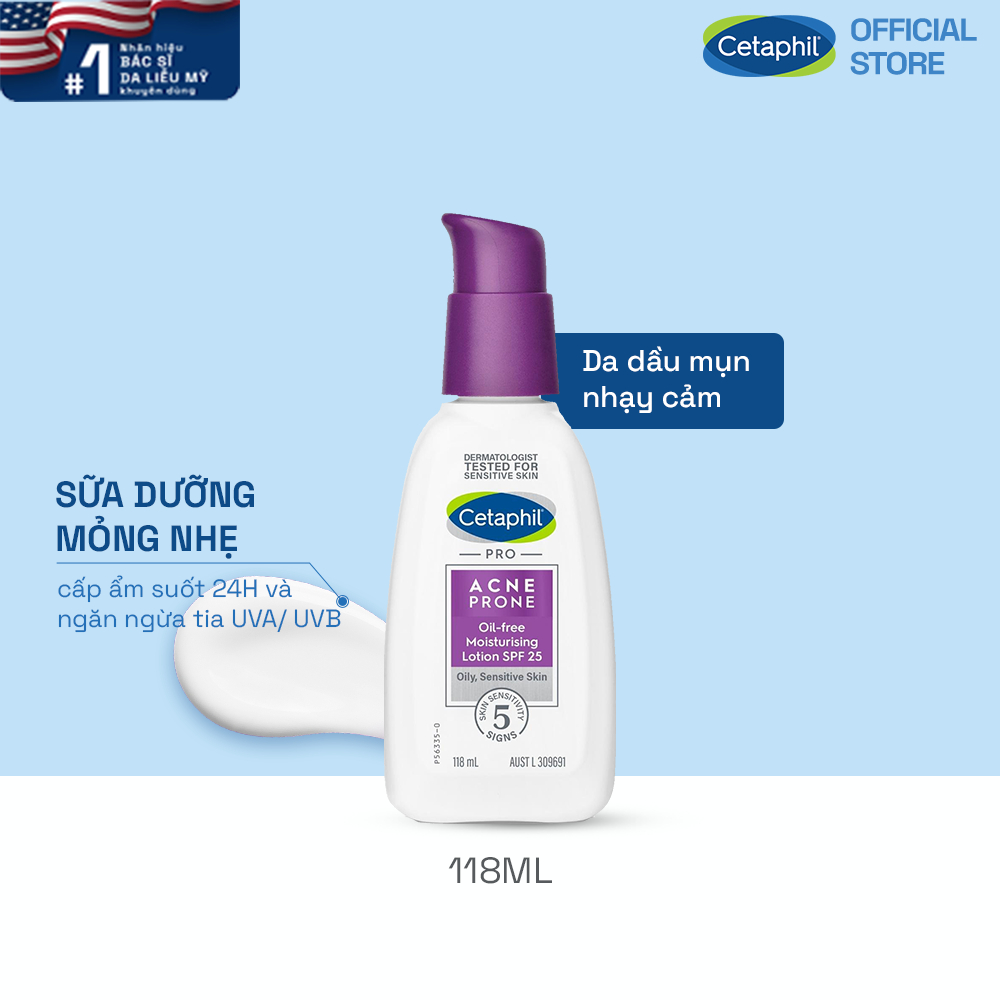 #1
Nhãn hiệu
BÁC SĨ
DA LIỄU MỸ
khuyên dùng
Cetaphil
OFFICIAL
STORE
Da dầu mụn
nhạy cảm
SỮA DƯỠNG
MỎNG NHẸ
cấp ẩm suốt 24H và
ngăn ngừa tia UVA/ UVB
DERMATOLOGIST
TESTED FOR
SENSITIVE SKIN
Cetaphil
PRO
ACNE
PRONE
Oil-free
Moisturising
Lotion SPF 25
Oily, Sensitive Skin
SKIN SENSITIVITY
5
SIGNS
P56335-0
118 mL AUST L 309691
118ML